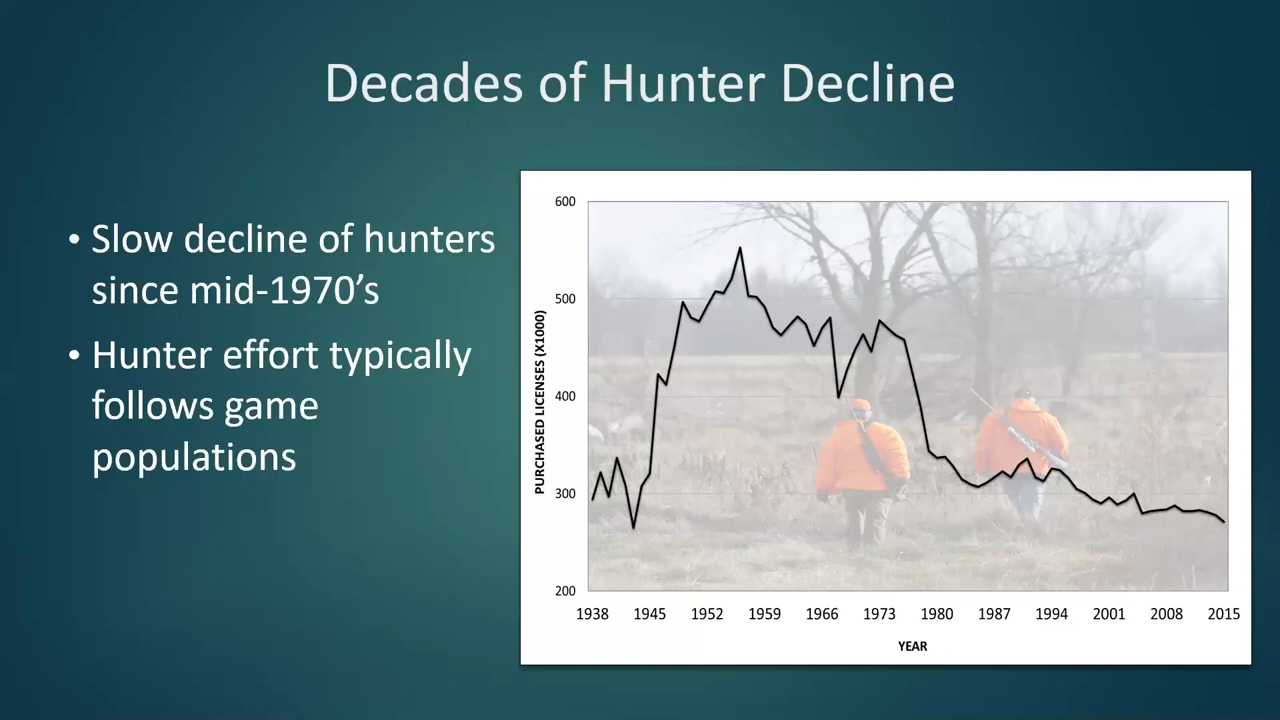 Decades of Hunter Decline
• Slow decline of hunters
since mid-1970’s
• Hunter effort typically
follows game
populations
600
500
400
300
200
PURCHASED LICENSES (X1000)
1938 1945 1952 1959 1966 1973 1980 1987 1994 2001 2008 2015
YEAR